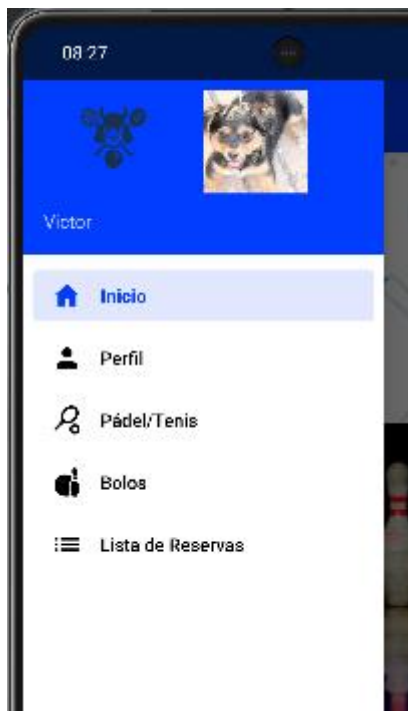 08:27
Victor
Inicio
Perfil
Pádel/Tenis
Bolos
Lista de Reservas